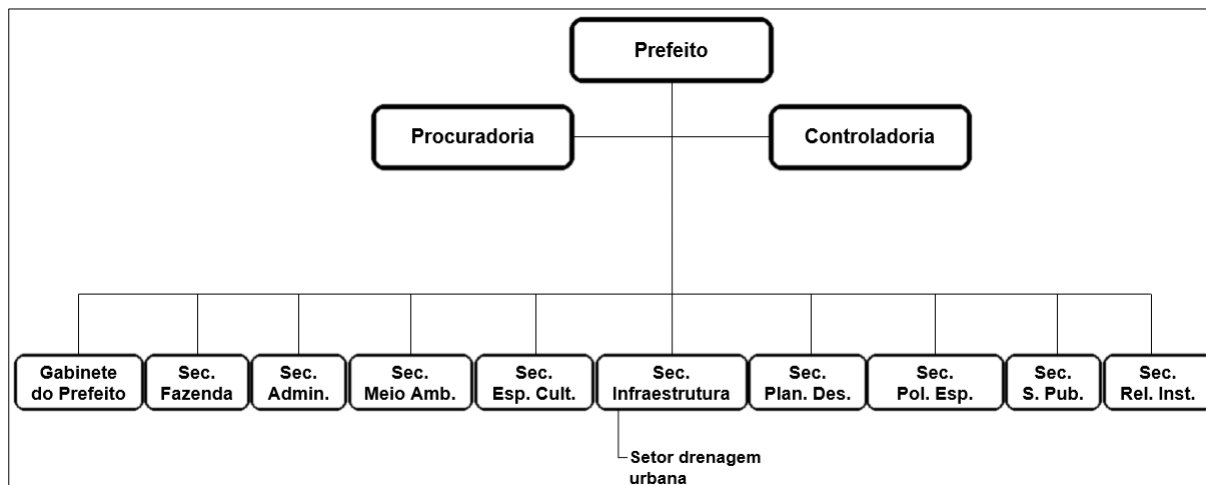 Prefeito
Procuradoria
Controladoria
Gabinete
do Prefeito
Sec.
Fazenda
Sec.
Admin.
Sec.
Meio Amb.
Sec.
Esp. Cult.
Sec.
Infraestrutura
Sec.
Plan. Des.
Sec.
Pol. Esp.
Sec.
S. Pub.
Sec.
Rel. Inst.
Setor drenagem
urbana